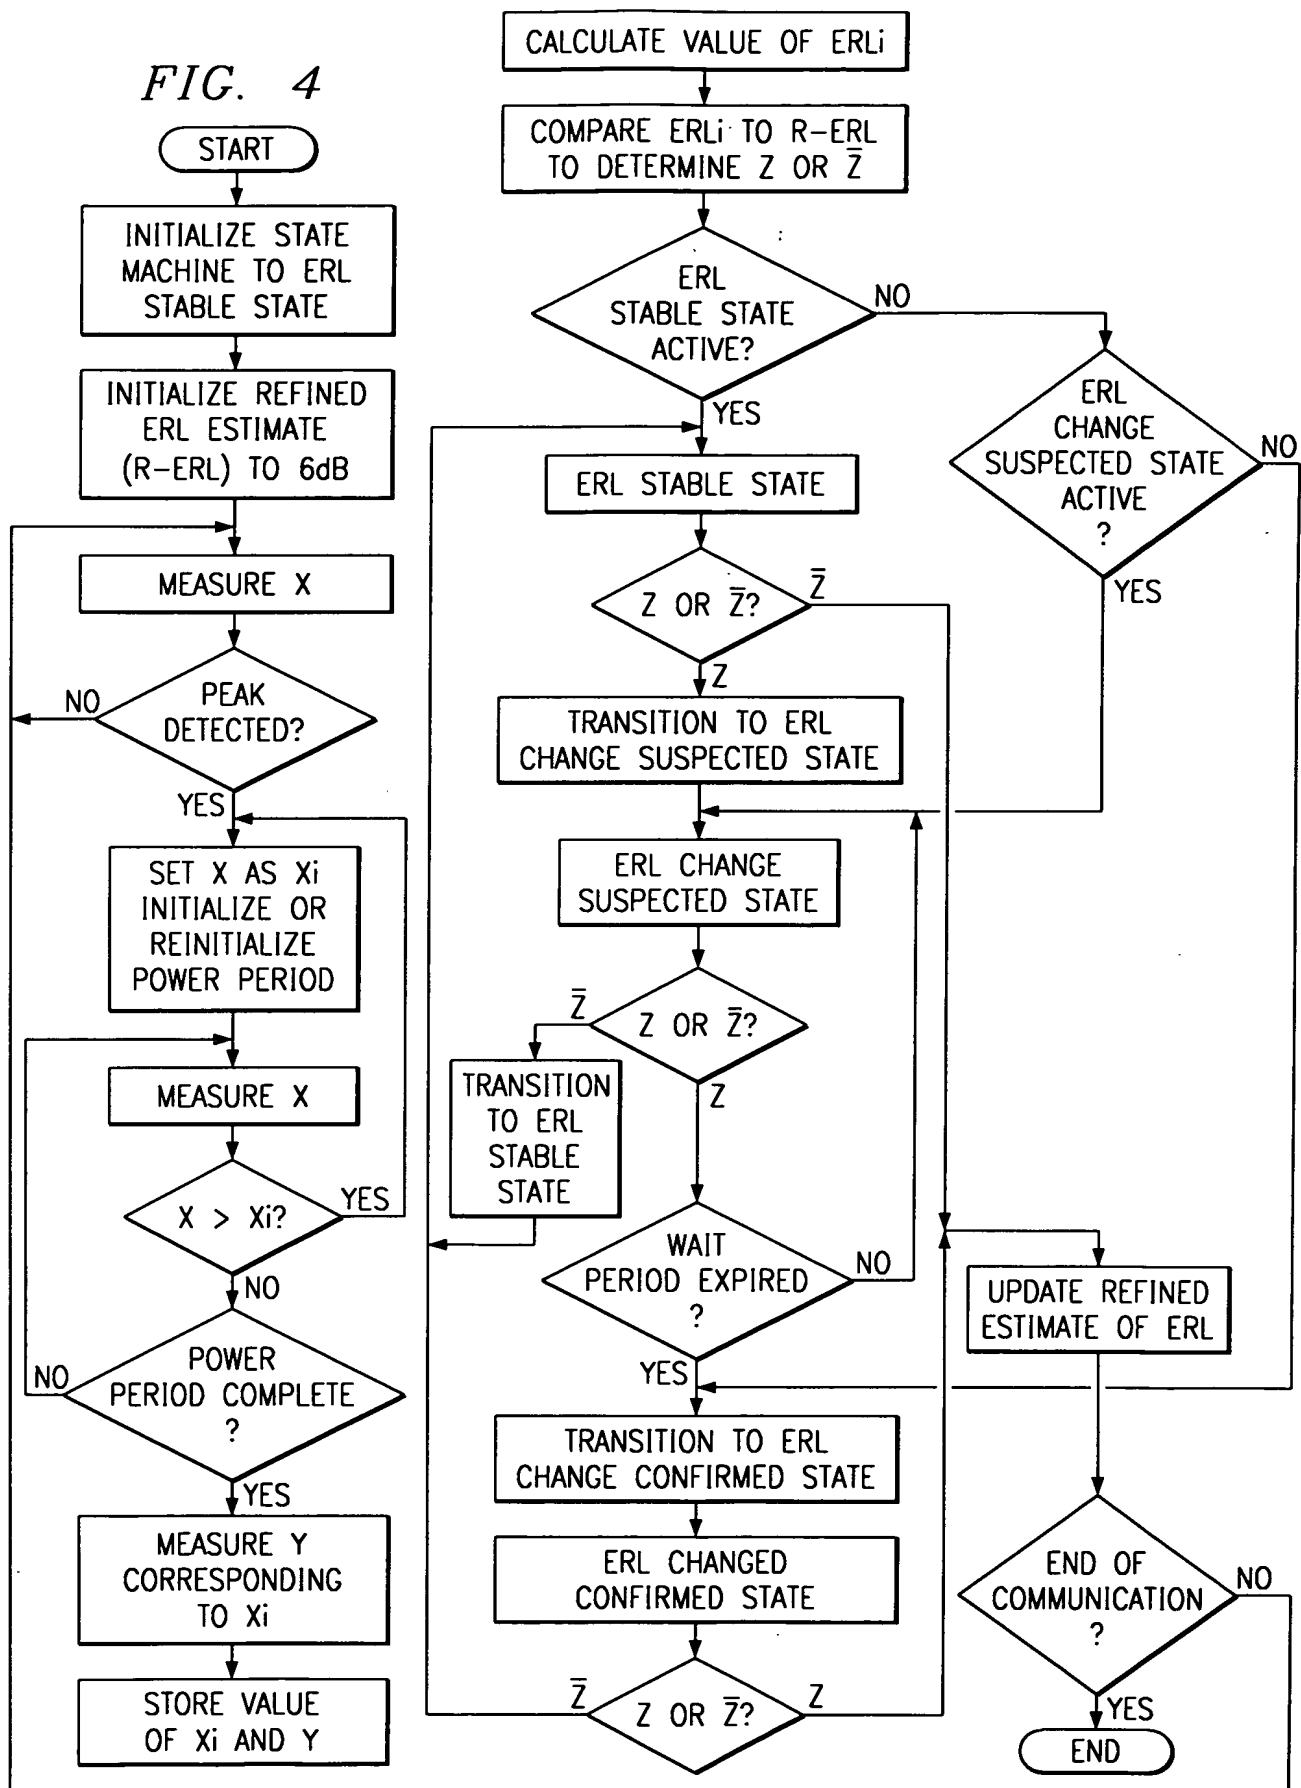 FIG. 4
START
INITIALIZE STATE
MACHINE TO ERL
STABLE STATE
INITIALIZE REFINED
ERL ESTIMATE
(R-ERL) TO 6dB
MEASURE X
PEAK
DETECTED?
NO
YES
SET X AS Xi
INITIALIZE OR
REINITIALIZE
POWER PERIOD
MEASURE X
X > Xi?
YES
NO
POWER
PERIOD COMPLETE
?
NO
YES
MEASURE Y
CORRESPONDING
TO Xi
STORE VALUE
OF Xi AND Y
CALCULATE VALUE OF ERLi
COMPARE ERLi TO R-ERL
TO DETERMINE Z OR Z̅
ERL
STABLE STATE
ACTIVE?
NO
YES
ERL STABLE STATE
Z OR Z̅?
Z̅
Z
TRANSITION TO ERL
CHANGE SUSPECTED STATE
ERL CHANGE
SUSPECTED STATE
Z OR Z̅?
Z̅
Z
TRANSITION
TO ERL
STABLE
STATE
WAIT
PERIOD EXPIRED
?
NO
YES
TRANSITION TO ERL
CHANGE CONFIRMED STATE
ERL CHANGED
CONFIRMED STATE
Z OR Z̅?
Z̅
Z
ERL
CHANGE
SUSPECTED STATE
ACTIVE
?
NO
YES
UPDATE REFINED
ESTIMATE OF ERL
END OF
COMMUNICATION
?
NO
YES
END